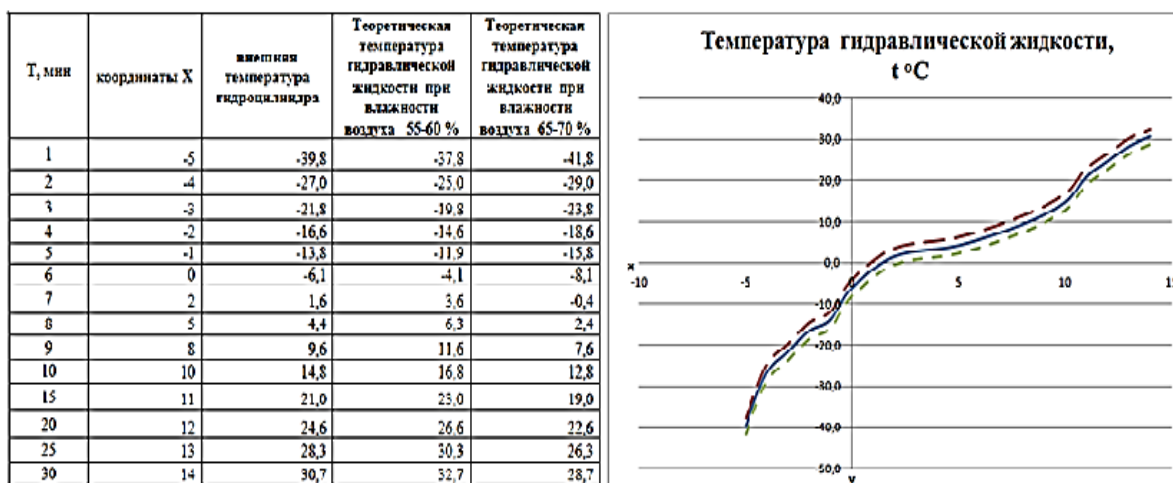 Т, мин
координаты X
внешняя
температура
гидроцилиндра
Теоретическая
температура
гидравлической
жидкости при
влажности
воздуха 55-60 %
Теоретическая
температура
гидравлической
жидкости при
влажности
воздуха 65-70 %
1 -5 -39,8 -37,8 -41,8
2 -4 -27,0 -25,0 -29,0
3 -3 -21,8 -19,8 -23,8
4 -2 -16,6 -14,6 -18,6
5 -1 -13,8 -11,9 -15,8
6 0 -6,1 -4,1 -8,1
7 2 1,6 3,6 -0,4
8 5 4,4 6,3 2,4
9 8 9,6 11,6 7,6
10 10 14,8 16,8 12,8
15 11 21,0 23,0 19,0
20 12 24,6 26,6 22,6
25 13 28,3 30,3 26,3
30 14 30,7 32,7 28,7
Температура гидравлической жидкости,
t °C
40,0
30,0
20,0
10,0
0,0
x
-10 -5 5 10 15
-10,0
-20,0
-30,0
-40,0
-50,0
y